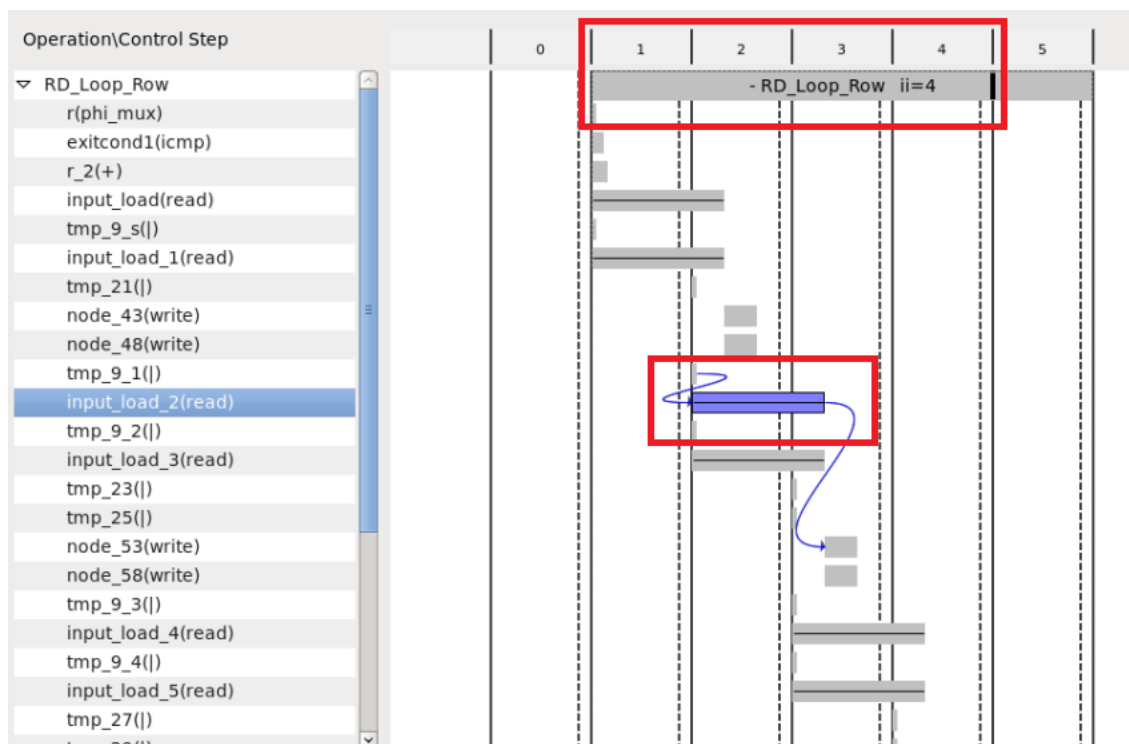 Operation\Control Step
0 1 2 3 4 5
RD_Loop_Row
- RD_Loop_Row ii=4
r(phi_mux)
exitcond1(icmp)
r_2(+)
input_load(read)
tmp_9_s(|)
input_load_1(read)
tmp_21(|)
node_43(write)
node_48(write)
tmp_9_1(|)
input_load_2(read)
tmp_9_2(|)
input_load_3(read)
tmp_23(|)
tmp_25(|)
node_53(write)
node_58(write)
tmp_9_3(|)
input_load_4(read)
tmp_9_4(|)
input_load_5(read)
tmp_27(|)